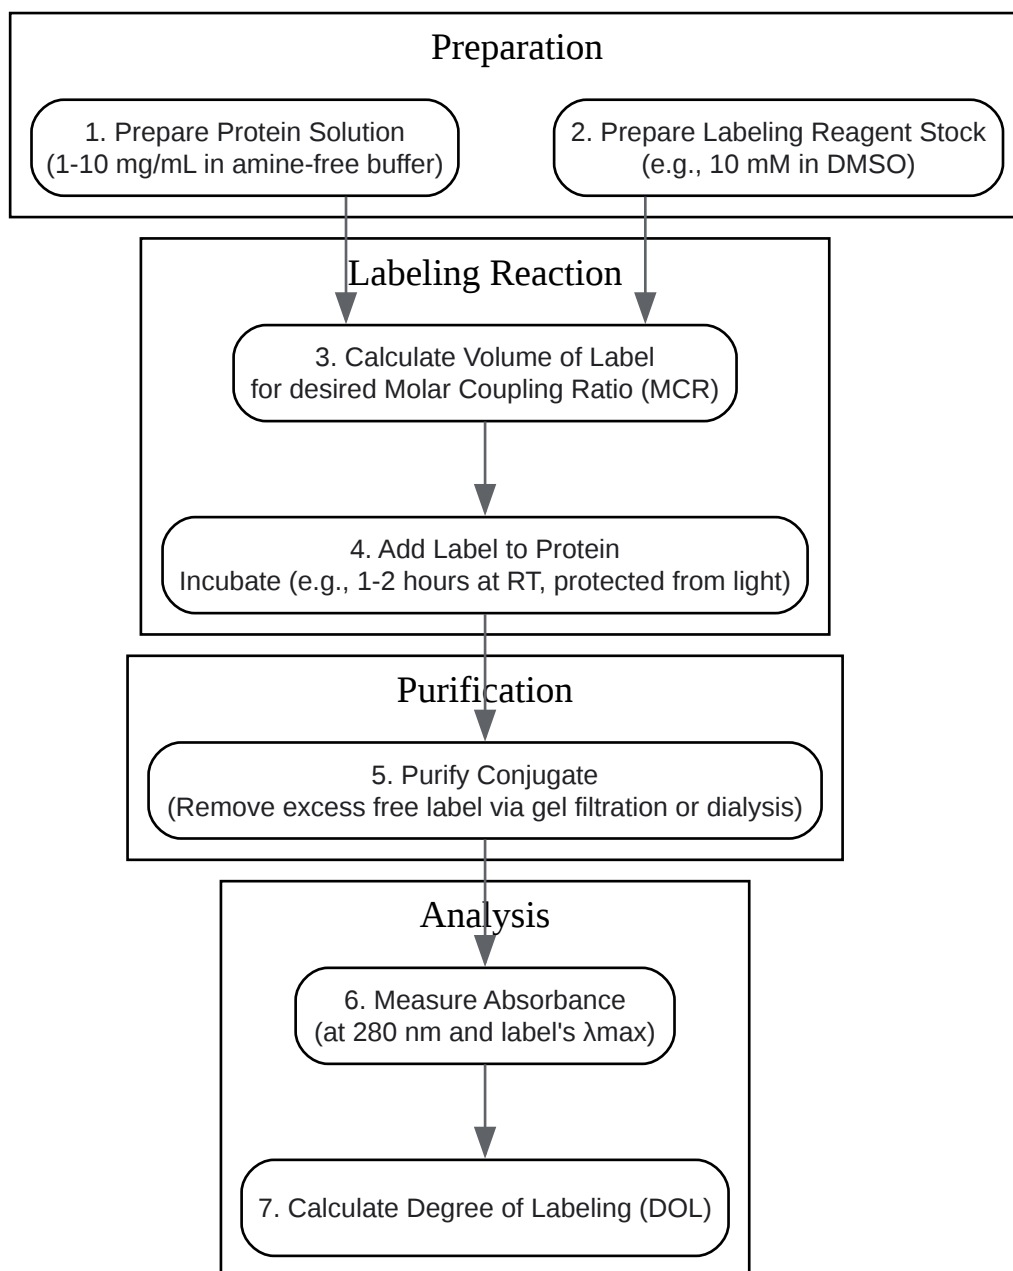 Preparation
1. Prepare Protein Solution
(1-10 mg/mL in amine-free buffer)
2. Prepare Labeling Reagent Stock
(e.g., 10 mM in DMSO)
Labeling Reaction
3. Calculate Volume of Label
for desired Molar Coupling Ratio (MCR)
4. Add Label to Protein
Incubate (e.g., 1-2 hours at RT, protected from light)
Purification
5. Purify Conjugate
(Remove excess free label via gel filtration or dialysis)
Analysis
6. Measure Absorbance
(at 280 nm and label's λmax)
7. Calculate Degree of Labeling (DOL)